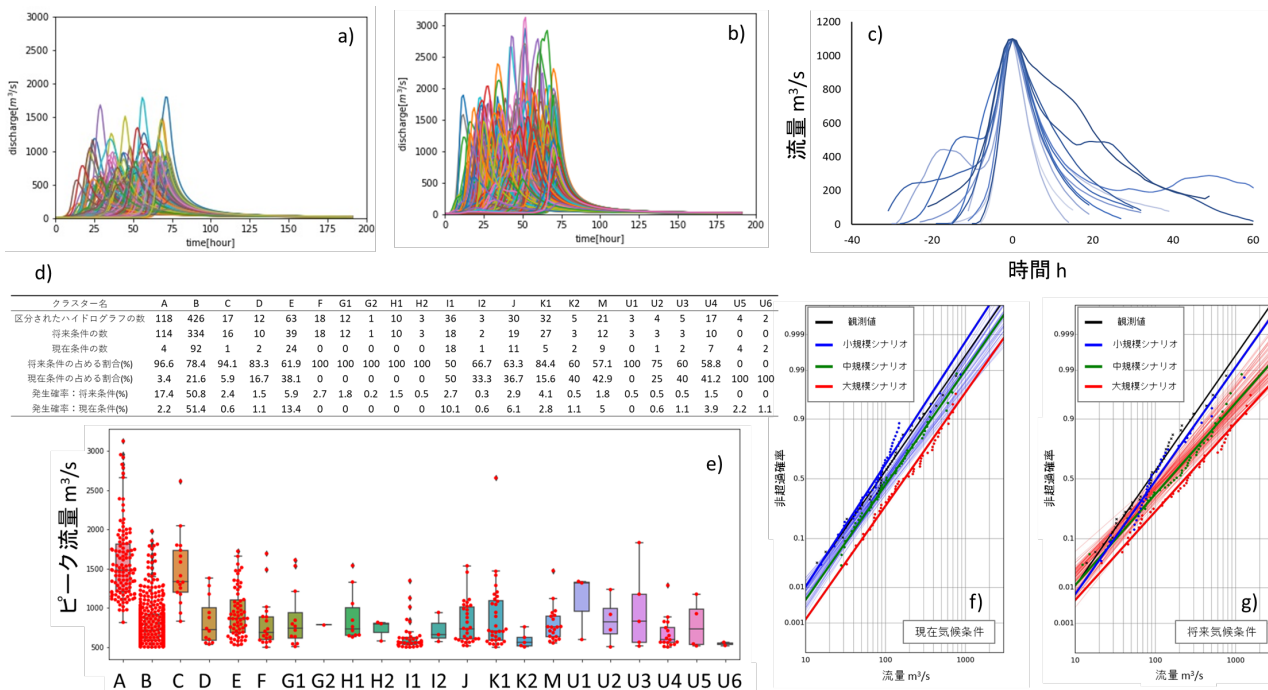 a)
3000
2500
2000
1500
1000
500
0
discharge[m³/s]
0 25 50 75 100 125 150 175 200
time[hour]
b)
3000
2500
2000
1500
1000
500
0
discharge[m³/s]
0 25 50 75 100 125 150 175 200
time[hour]
c)
1200
1000
800
600
400
200
0
流量 m³/s
-40 -20 0 20 40 60
時間 h
d)
クラスター名 A B C D E F G1 G2 H1 H2 I1 I2 J K1 K2 M U1 U2 U3 U4 U5 U6
区分されたハイドログラフの数 118 426 17 12 63 18 12 1 10 3 36 3 30 32 5 21 3 4 5 17 4 2
将来条件の数 114 334 16 10 39 18 12 1 10 3 18 2 19 27 3 12 3 3 3 10 0 0
現在条件の数 4 92 1 2 24 0 0 0 0 0 18 1 11 5 2 9 0 1 2 7 4 2
将来条件の占める割合(%) 96.6 78.4 94.1 83.3 61.9 100 100 100 100 100 50 66.7 63.3 84.4 60 57.1 100 75 60 58.8 0 0
現在条件の占める割合(%) 3.4 21.6 5.9 16.7 38.1 0 0 0 0 0 50 33.3 36.7 15.6 40 42.9 0 25 40 41.2 100 100
発生確率：将来条件(%) 17.4 50.8 2.4 1.5 5.9 2.7 1.8 0.2 1.5 0.5 2.7 0.3 2.9 4.1 0.5 1.8 0.5 0.5 0.5 1.5 0 0
発生確率：現在条件(%) 2.2 51.4 0.6 1.1 13.4 0 0 0 0 0 10.1 0.6 6.1 2.8 1.1 5 0 0.6 1.1 3.9 2.2 1.1
e)
3000
2500
2000
1500
1000
500
ピーク流量 m³/s
A B C D E F G1 G2 H1 H2 I1 I2 J K1 K2 M U1 U2 U3 U4 U5 U6
観測値
小規模シナリオ
中規模シナリオ
大規模シナリオ
0.999
0.99
0.9
0.5
0.1
0.01
0.001
非超過確率
f)
現在気候条件
10 100 1000
流量 m³/s
観測値
小規模シナリオ
中規模シナリオ
大規模シナリオ
0.999
0.99
0.9
0.5
0.1
0.01
0.001
非超過確率
g)
将来気候条件
10 100 1000
流量 m³/s